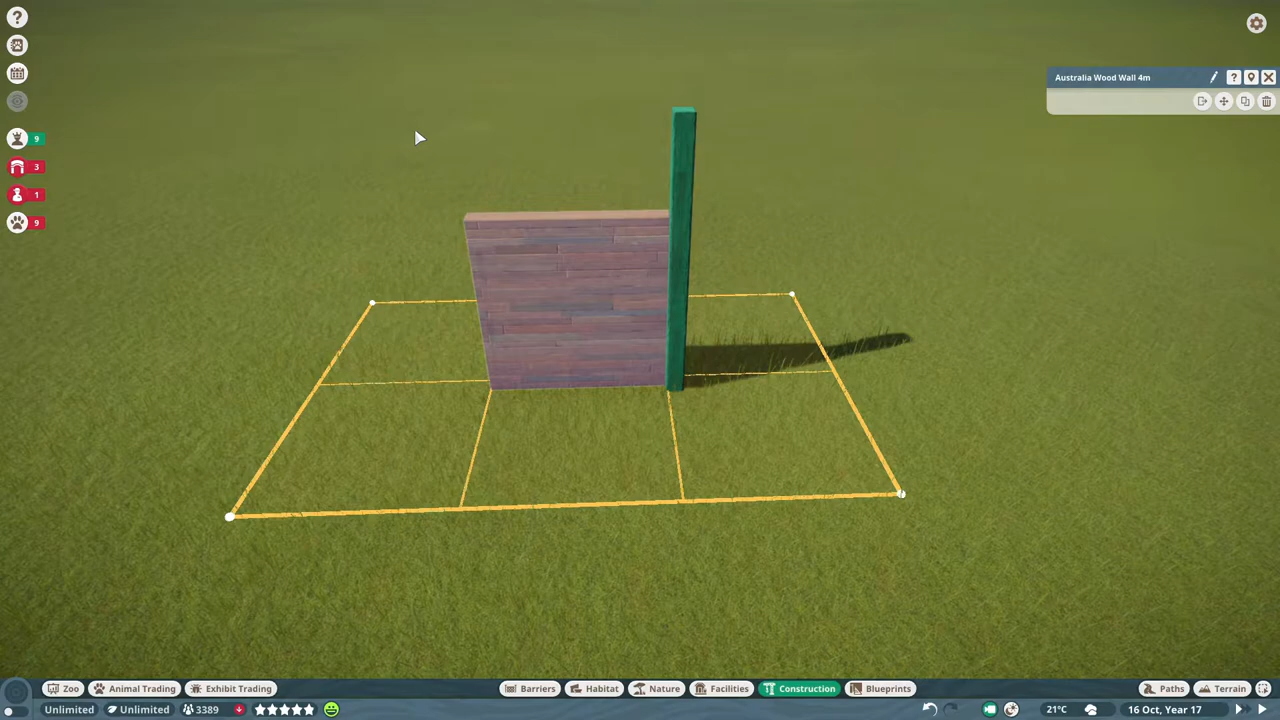 ?
Australia Wood Wall 4m
?
9
3
1
9
Zoo
Animal Trading
Exhibit Trading
Barriers
Habitat
Nature
Facilities
Construction
Blueprints
Paths
Terrain
Unlimited
Unlimited
3389
21°C
16 Oct, Year 17